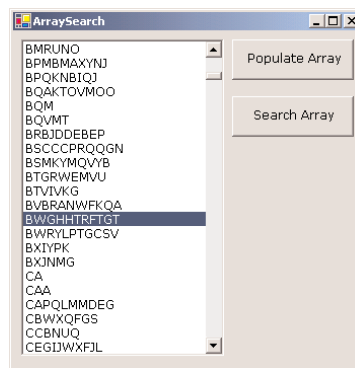 ArraySearch
BMRUNO
BPMBMAXYNJ
BPQKNBIQJ
BQAKTOVMOO
BQM
BQVMT
BRBJDDEBEP
BSCCCPRQQGN
BSMKYMQVYB
BTGRWEMVU
BTVIVKG
BVBRANWFKQA
BWGHHTRFTGT
BWRYLPTGCSV
BXIYPK
BXJNMG
CA
CAA
CAPQLMMDEG
CBWXQFGS
CCBNUQ
CEGIJWXFJL
Populate Array
Search Array